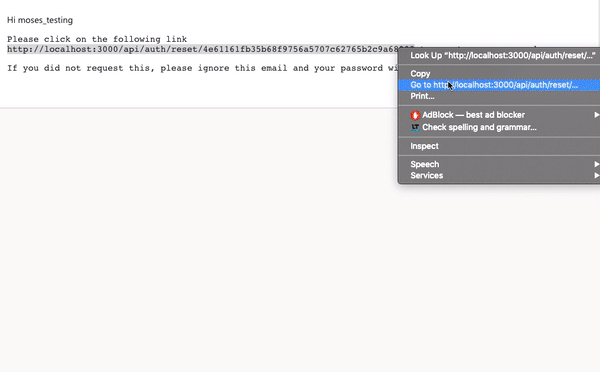 Hi moses_testing
Please click on the following link
http://localhost:3000/api/auth/reset/4e61161fb35b68f9756a5707c62765b2c9a68
If you did not request this, please ignore this email and your password
Look Up “http://localhost:3000/api/auth/reset/...”
Copy
Go to http://localhost:3000/api/auth/reset/...
Print...
AdBlock — best ad blocker
Check spelling and grammar...
Inspect
Speech
Services